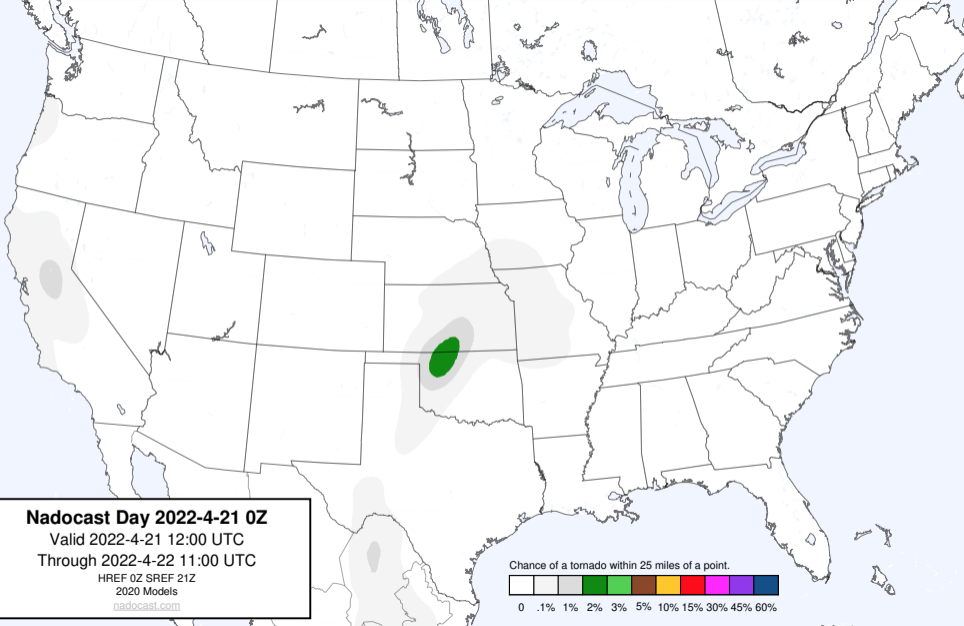 Nadocast Day 2022-4-21 0Z
Valid 2022-4-21 12:00 UTC
Through 2022-4-22 11:00 UTC
HREF 0Z SREF 21Z
2020 Models
nadocast.com
Chance of a tornado within 25 miles of a point.
0 .1% 1% 2% 3% 5% 10% 15% 30% 45% 60%